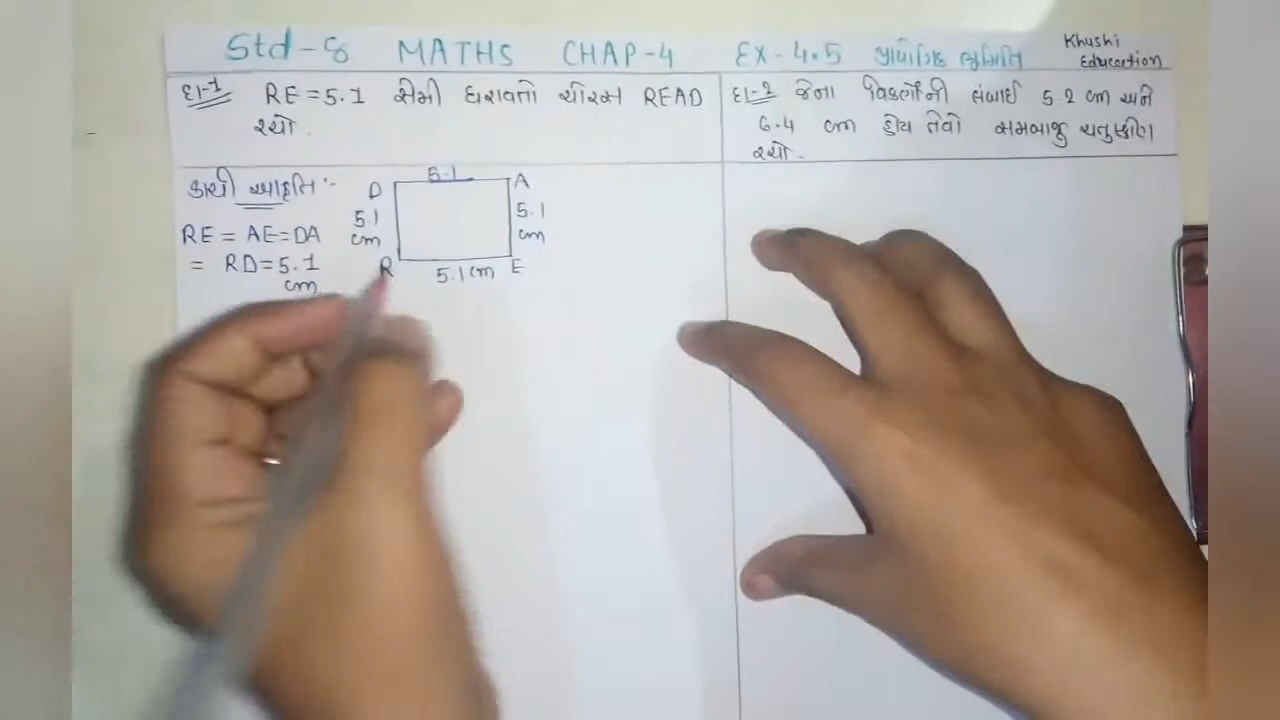 Std-8 MATHS CHAP-4 EX-4.5 પ્રાયોગિક ભૂમિતિ
Khushi
Education
દા-1 RE=5.1 સેમી ધરાવતો ચોરસ READ
રચો.
દા-2 જેના વિકર્ણોની લંબાઈ 5.2 cm અને
6.4 cm હોય તેવો સમબાજુ ચતુષ્કોણ
રચો.
કાચી આકૃતિ :-
RE = AE = DA
= RD = 5.1
cm
D 5.1 A
5.1
cm
5.1
cm
R 5.1 cm E